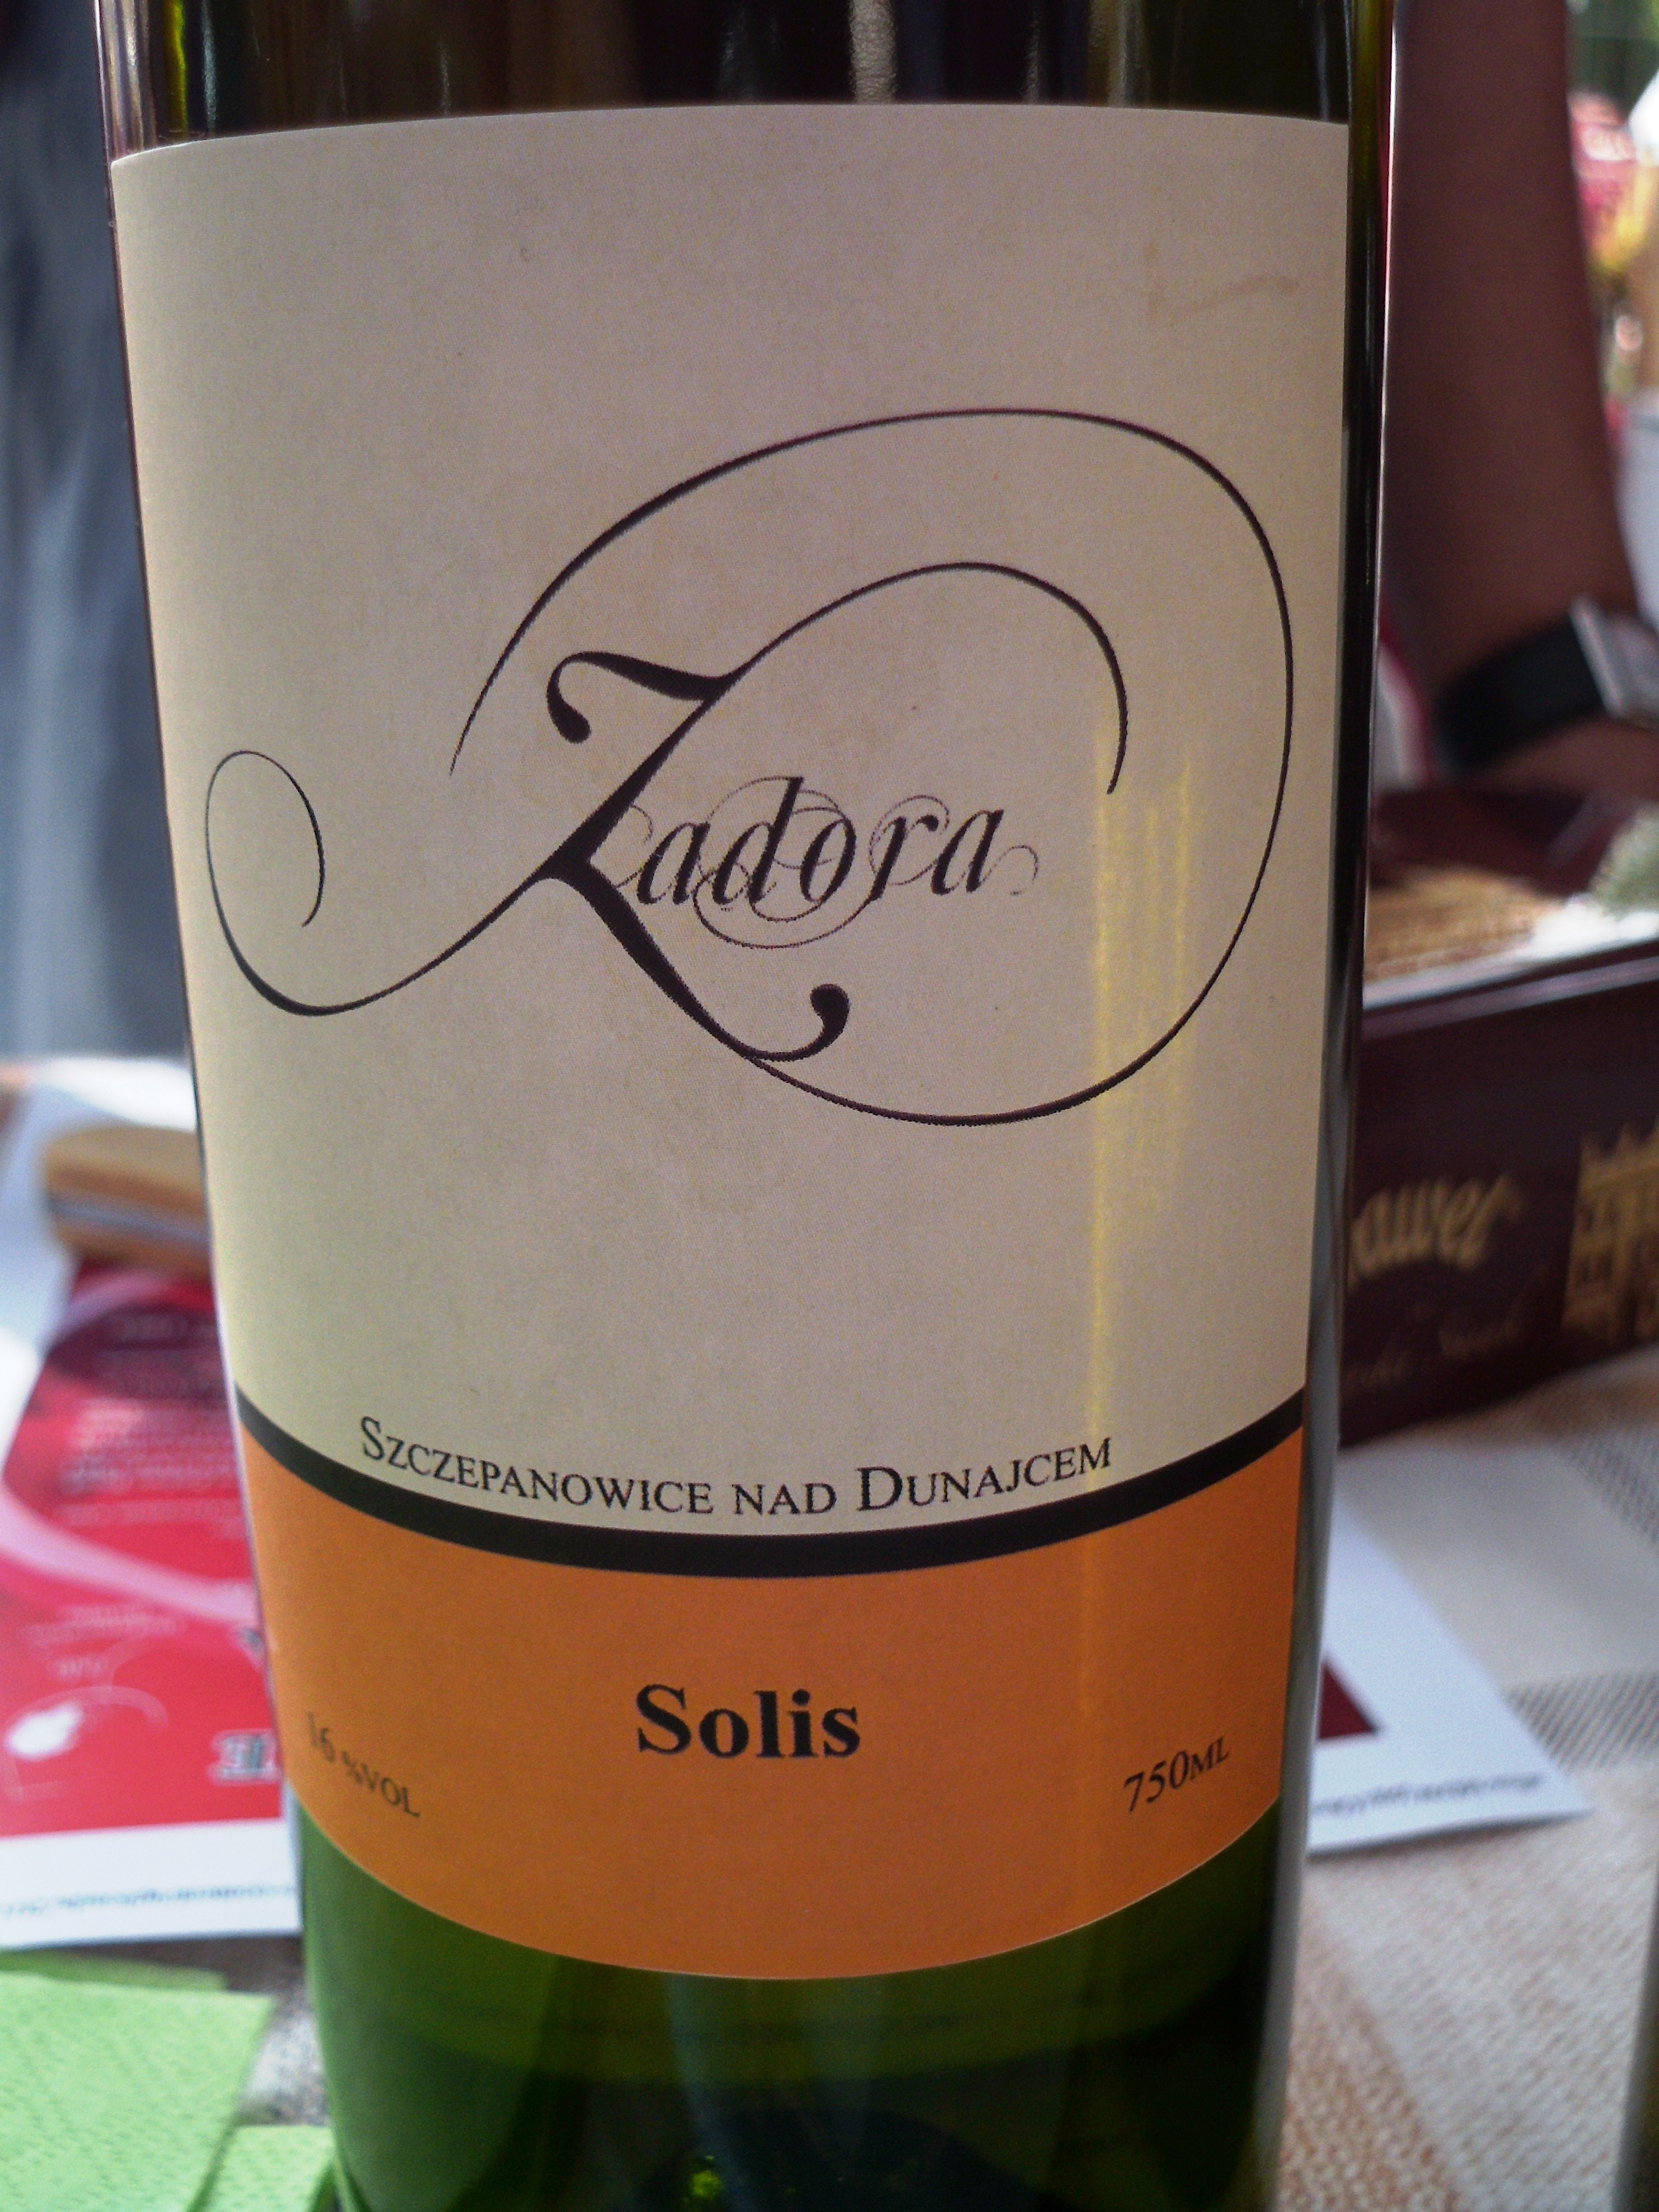 Zadora
Szczepanowice nad Dunajcem
Solis
16 %vol
750ml